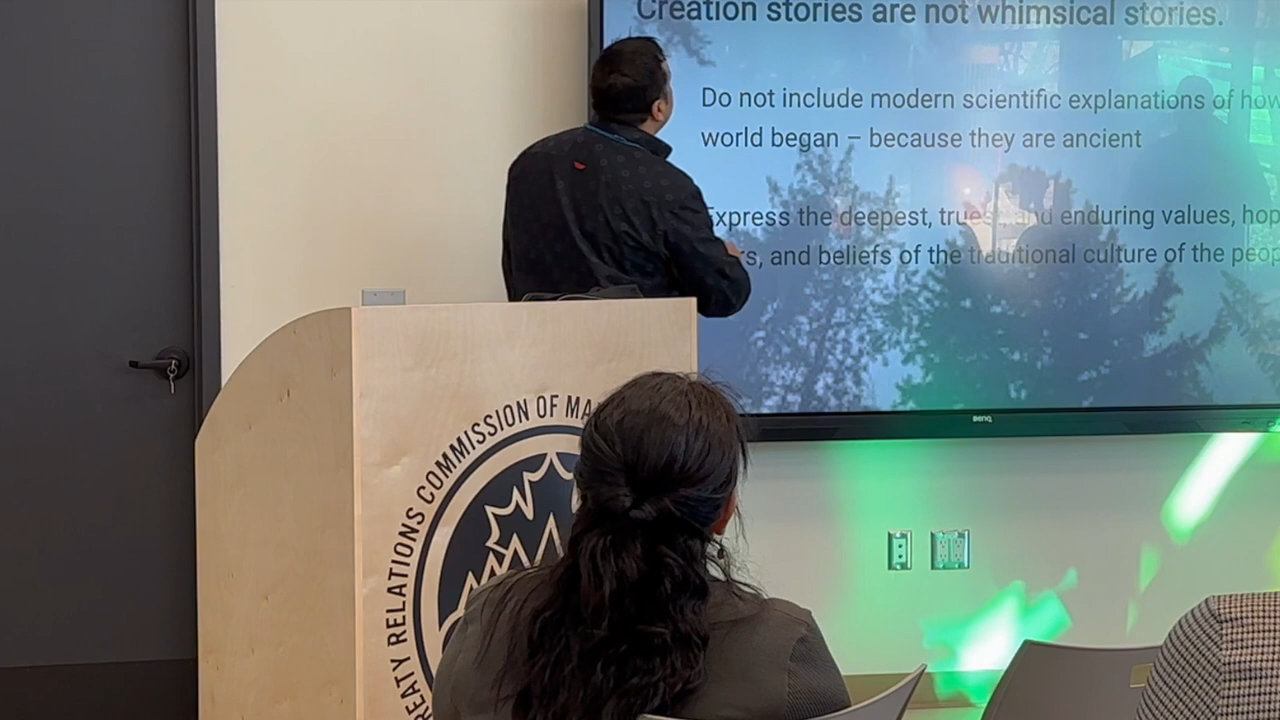 Creation stories are not whimsical stories.
Do not include modern scientific explanations of how
world began – because they are ancient
Express the deepest, truest, and enduring values, hop
rs, and beliefs of the traditional culture of the peop
BenQ
REATY RELATIONS COMMISSION OF MA